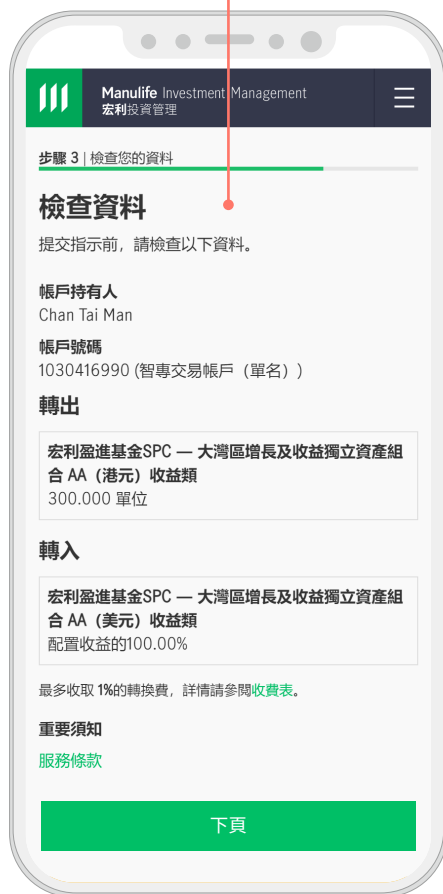 Manulife Investment Management
宏利投資管理
步驟 3 | 檢查您的資料
檢查資料
提交指示前，請檢查以下資料。
帳戶持有人
Chan Tai Man
帳戶號碼
1030416990 (智專交易帳戶（單名）)
轉出
宏利盈進基金SPC — 大灣區增長及收益獨立資產組
合 AA（港元）收益類
300.000 單位
轉入
宏利盈進基金SPC — 大灣區增長及收益獨立資產組
合 AA（美元）收益類
配置收益的100.00%
最多收取 1%的轉換費，詳情請參閱收費表。
重要須知
服務條款
下頁